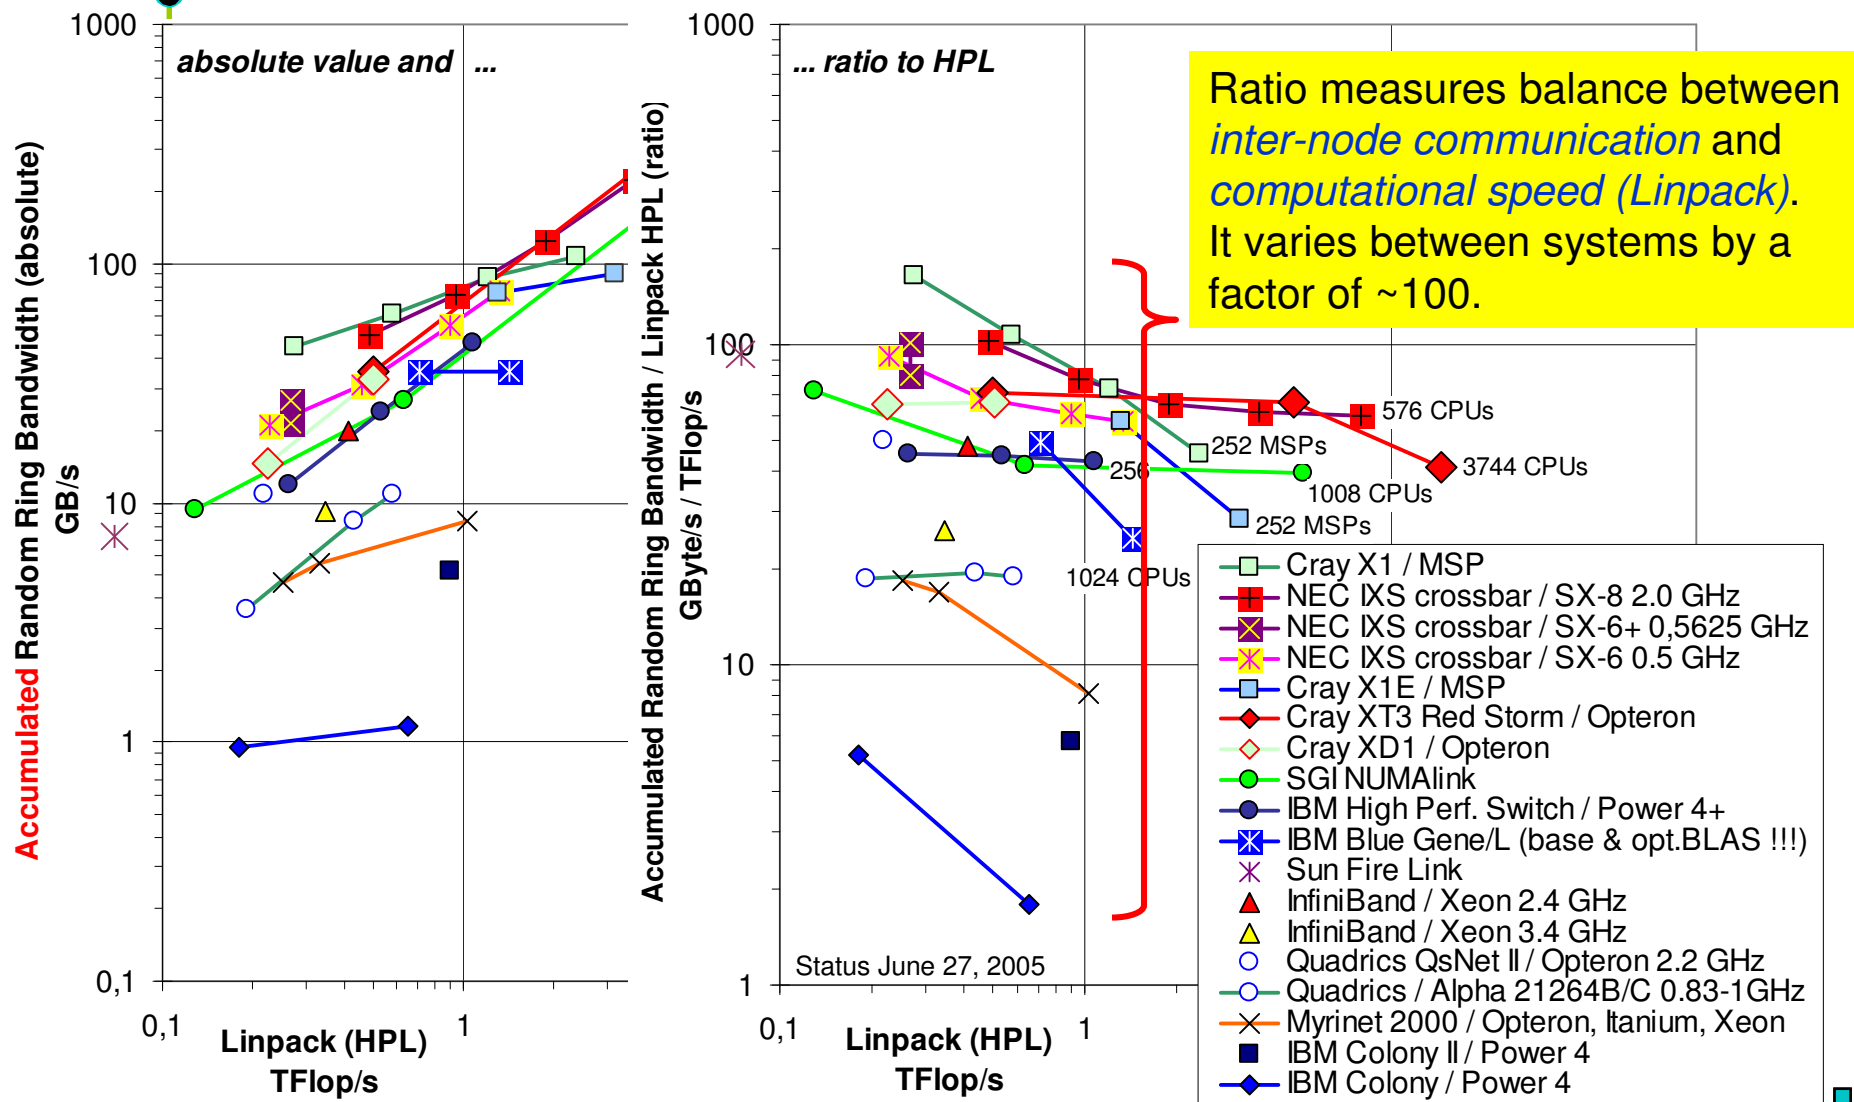 absolute value and ...
1000
100
10
1
0,1
0,1
1
Accumulated Random Ring Bandwidth (absolute)
GB/s
Linpack (HPL)
TFlop/s
... ratio to HPL
1000
100
10
1
0,1
1
Accumulated Random Ring Bandwidth / Linpack HPL (ratio)
GByte/s / TFlop/s
Linpack (HPL)
TFlop/s
Ratio measures balance between
inter-node communication and
computational speed (Linpack).
It varies between systems by a
factor of ~100.
576 CPUs
252 MSPs
3744 CPUs
256
1008 CPUs
252 MSPs
1024 CPUs
Status June 27, 2005
Cray X1 / MSP
NEC IXS crossbar / SX-8 2.0 GHz
NEC IXS crossbar / SX-6+ 0,5625 GHz
NEC IXS crossbar / SX-6 0.5 GHz
Cray X1E / MSP
Cray XT3 Red Storm / Opteron
Cray XD1 / Opteron
SGI NUMAlink
IBM High Perf. Switch / Power 4+
IBM Blue Gene/L (base & opt.BLAS !!!)
Sun Fire Link
InfiniBand / Xeon 2.4 GHz
InfiniBand / Xeon 3.4 GHz
Quadrics QsNet II / Opteron 2.2 GHz
Quadrics / Alpha 21264B/C 0.83-1GHz
Myrinet 2000 / Opteron, Itanium, Xeon
IBM Colony II / Power 4
IBM Colony / Power 4